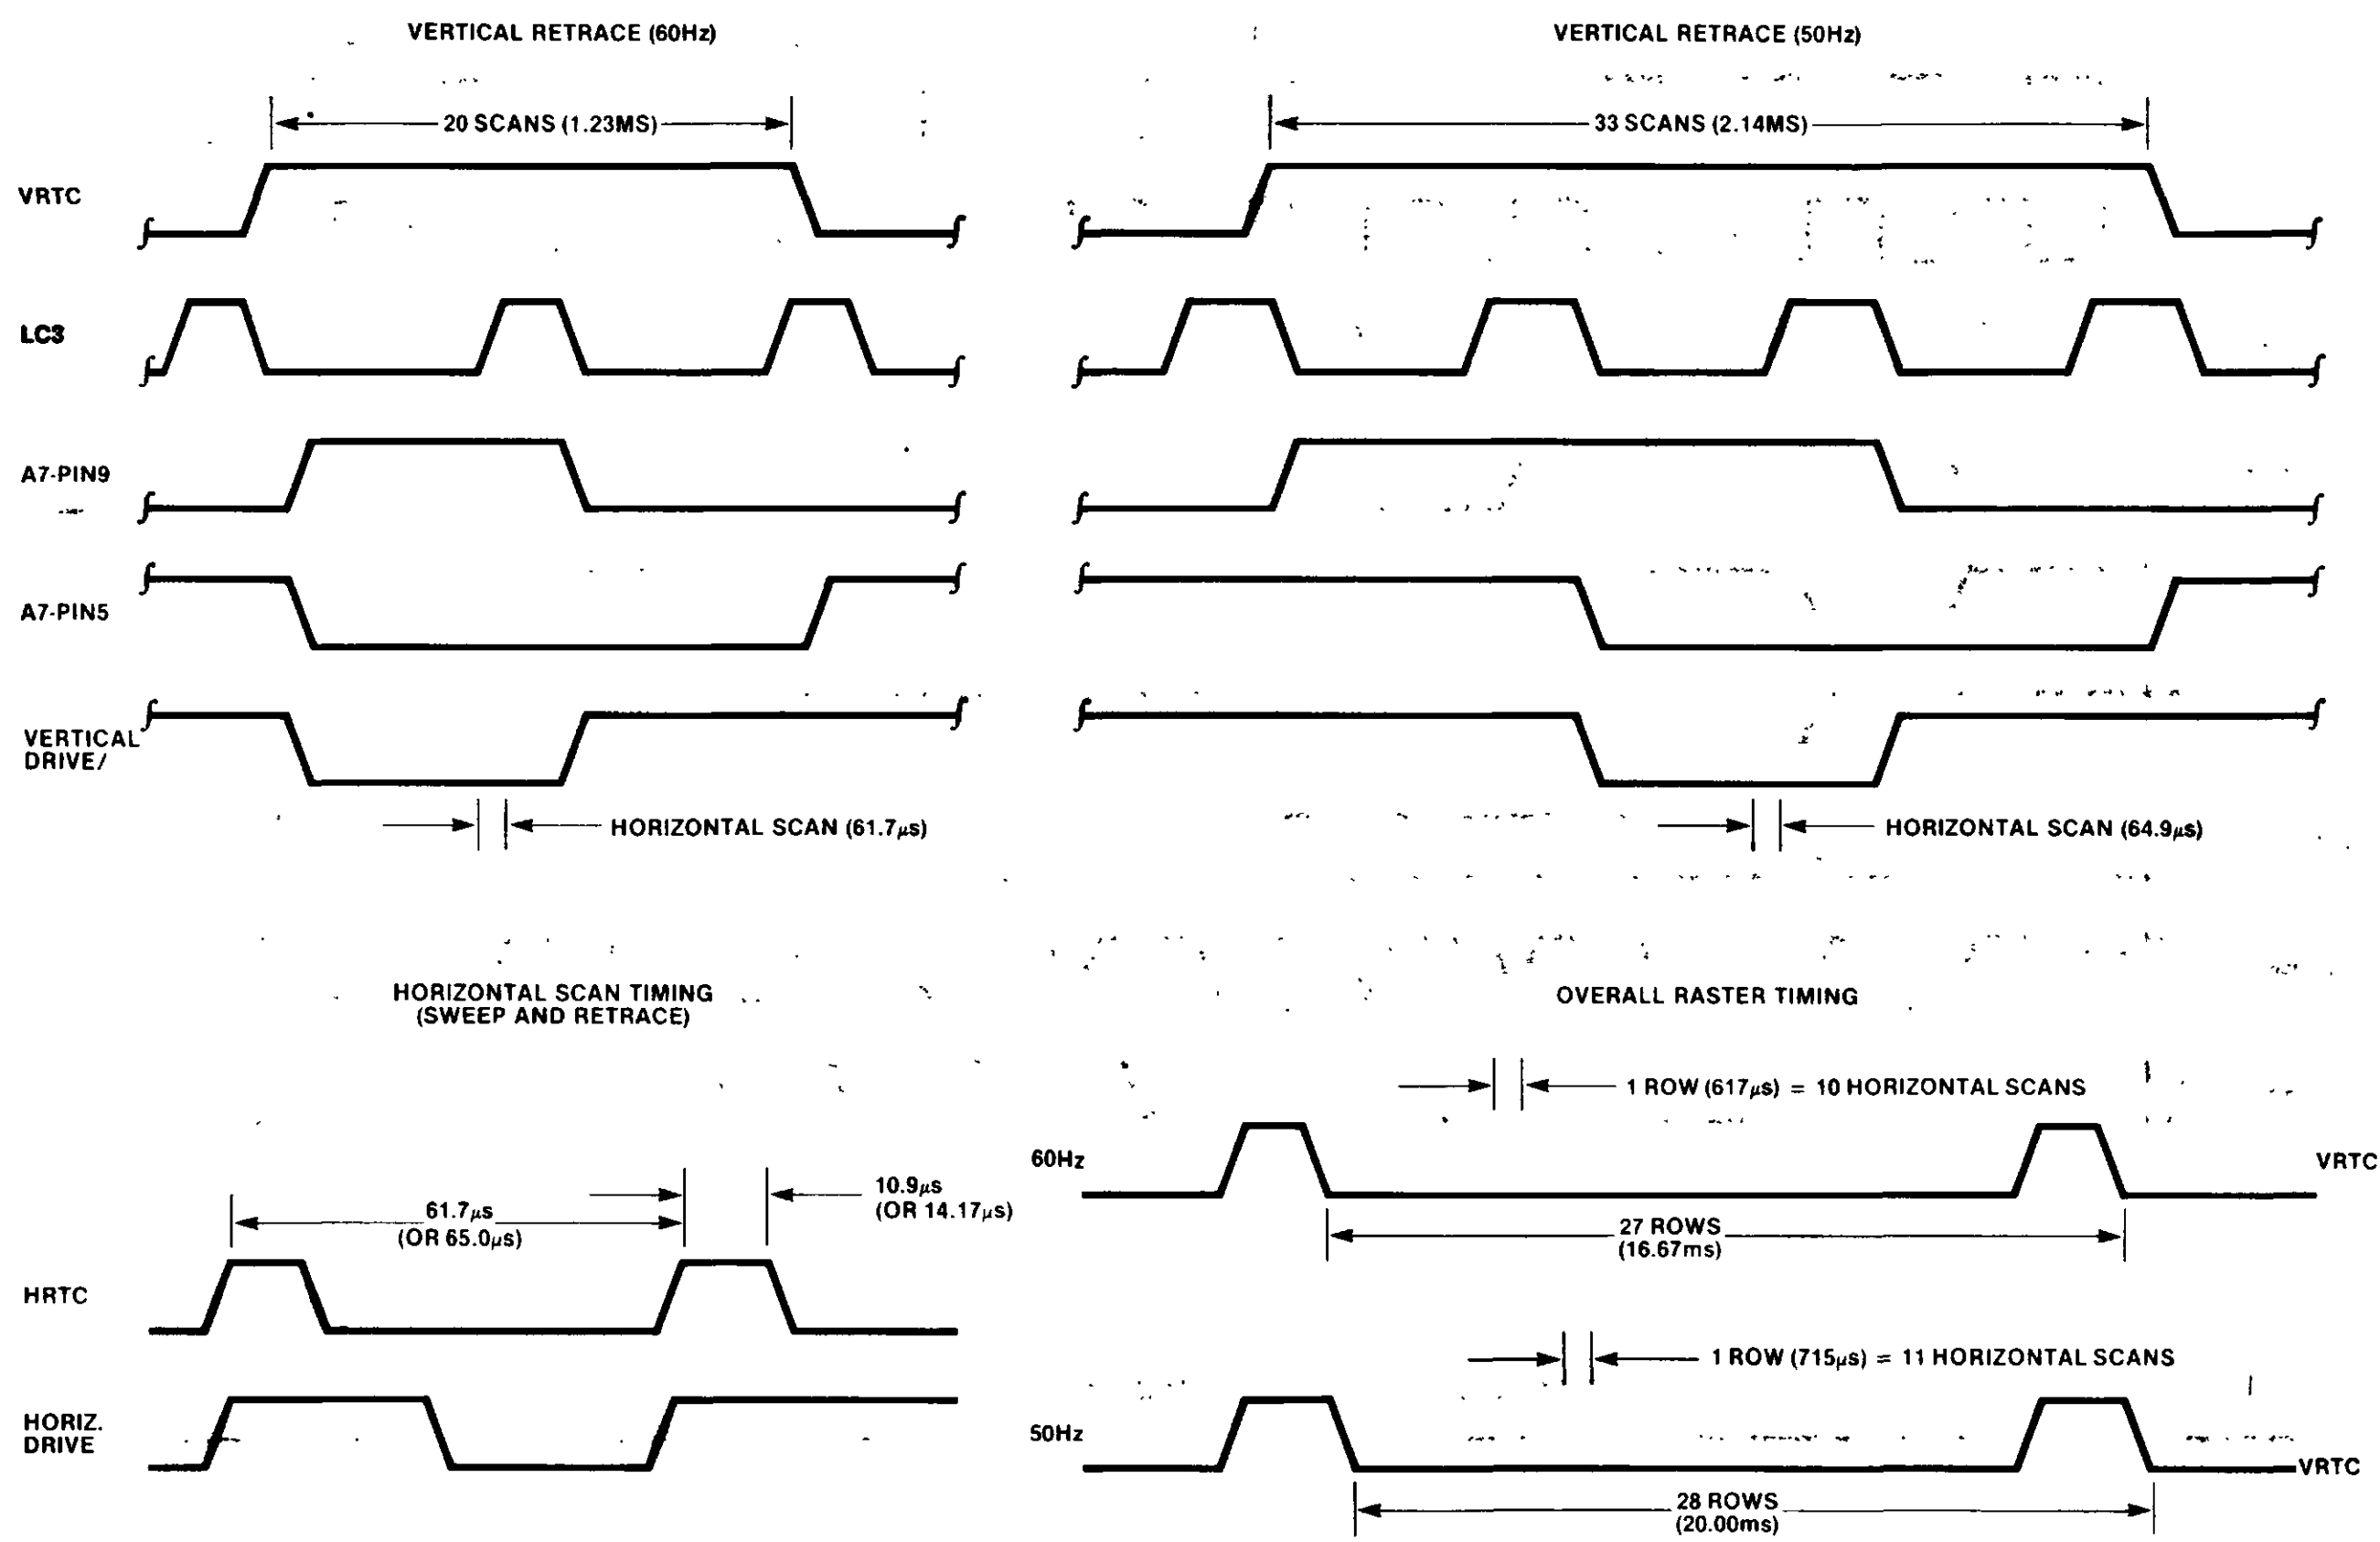 VERTICAL RETRACE (60Hz)
20 SCANS (1.23MS)
VRTC
LC3
A7-PIN9
A7-PIN5
VERTICAL
DRIVE/
HORIZONTAL SCAN (61.7µs)
VERTICAL RETRACE (50Hz)
33 SCANS (2.14MS)
HORIZONTAL SCAN (64.9µs)
HORIZONTAL SCAN TIMING
(SWEEP AND RETRACE)
61.7µs
(OR 65.0µs)
10.9µs
(OR 14.17µs)
HRTC
HORIZ.
DRIVE
OVERALL RASTER TIMING
1 ROW (617µs) = 10 HORIZONTAL SCANS
60Hz
VRTC
27 ROWS
(16.67ms)
1 ROW (715µs) = 11 HORIZONTAL SCANS
50Hz
VRTC
28 ROWS
(20.00ms)